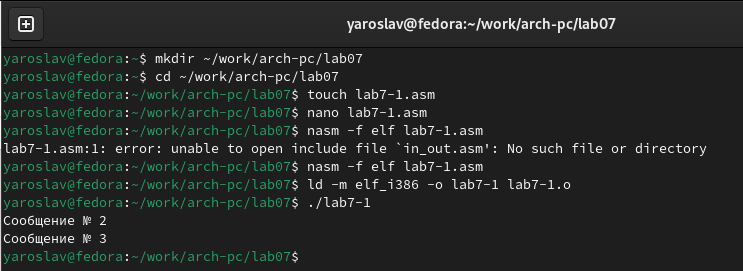 yaroslav@fedora:~/work/arch-pc/lab07
yaroslav@fedora:~$ mkdir ~/work/arch-pc/lab07
yaroslav@fedora:~$ cd ~/work/arch-pc/lab07
yaroslav@fedora:~/work/arch-pc/lab07$ touch lab7-1.asm
yaroslav@fedora:~/work/arch-pc/lab07$ nano lab7-1.asm
yaroslav@fedora:~/work/arch-pc/lab07$ nasm -f elf lab7-1.asm
lab7-1.asm:1: error: unable to open include file `in_out.asm': No such file or directory
yaroslav@fedora:~/work/arch-pc/lab07$ nasm -f elf lab7-1.asm
yaroslav@fedora:~/work/arch-pc/lab07$ ld -m elf_i386 -o lab7-1 lab7-1.o
yaroslav@fedora:~/work/arch-pc/lab07$ ./lab7-1
Сообщение № 2
Сообщение № 3
yaroslav@fedora:~/work/arch-pc/lab07$